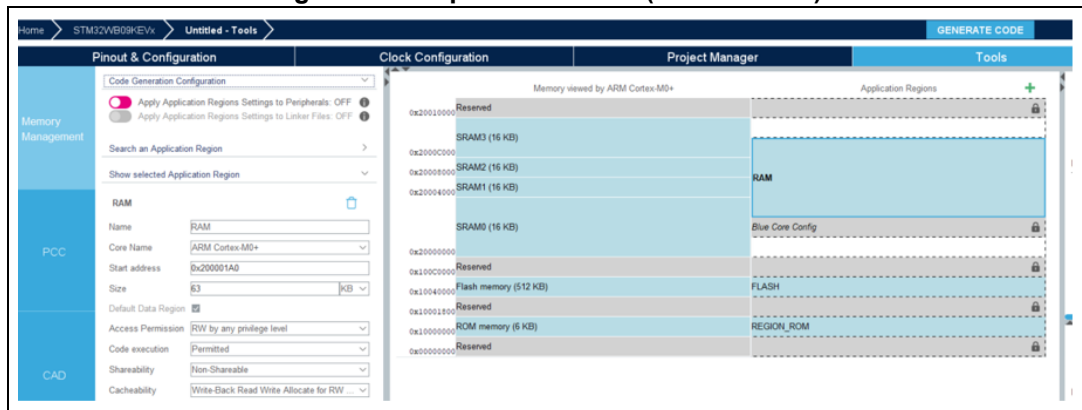 Home STM32WB09KEVx Untitled - Tools GENERATE CODE
Pinout & Configuration Clock Configuration Project Manager Tools
Memory Management
PCC
CAD
Code Generation Configuration
Apply Application Regions Settings to Peripherals: OFF
Apply Application Regions Settings to Linker Files: OFF
Search an Application Region
Show selected Application Region
RAM
Name RAM
Core Name ARM Cortex-M0+
Start address 0x200001A0
Size 63 KB
Default Data Region
Access Permission RW by any privilege level
Code execution Permitted
Shareability Non-Shareable
Cacheability Write-Back Read Write Allocate for RW ...
Memory viewed by ARM Cortex-M0+ Application Regions
0x20010000 Reserved
SRAM3 (16 KB)
0x2000C000
SRAM2 (16 KB)
0x20008000
RAM
SRAM1 (16 KB)
0x20004000
SRAM0 (16 KB) Blue Core Config
0x20000000
Reserved
0x100C0000
Flash memory (512 KB) FLASH
0x10040000
Reserved
0x10001800
ROM memory (6 KB) REGION_ROM
0x10000000
Reserved
0x00000000